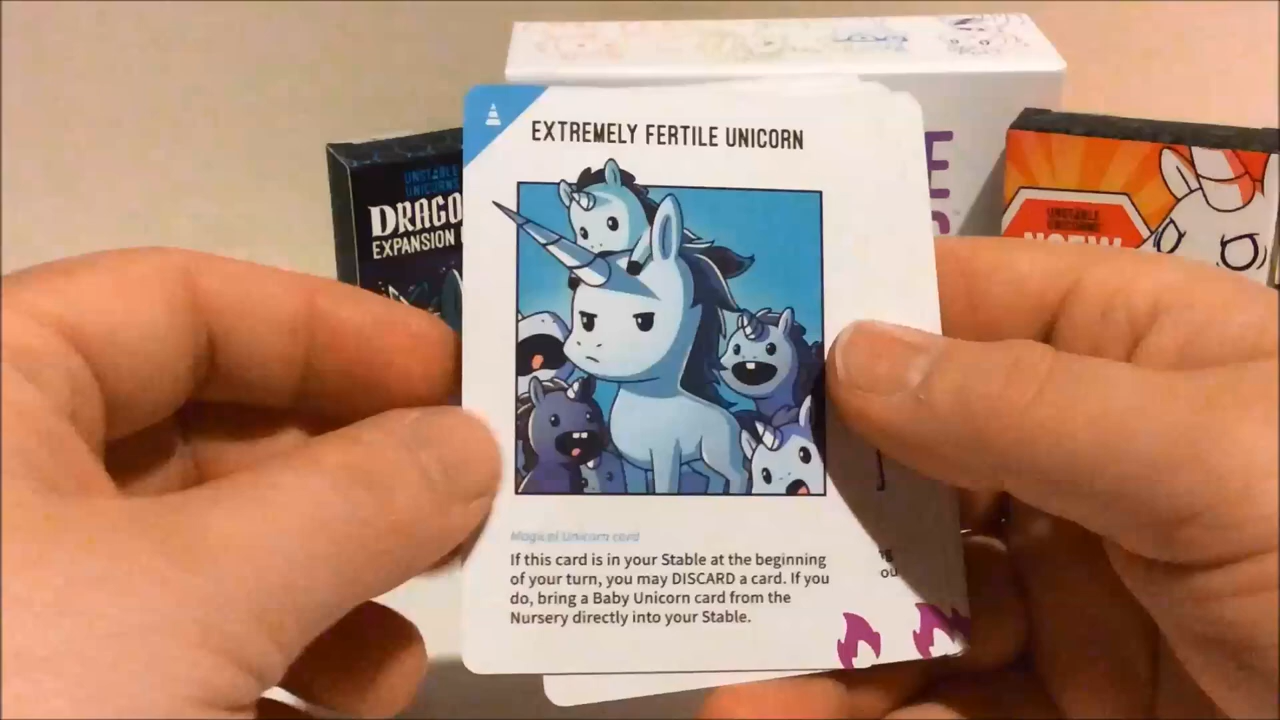 EXTREMELY FERTILE UNICORN
Magical Unicorn card
If this card is in your Stable at the beginning
of your turn, you may DISCARD a card. If you
do, bring a Baby Unicorn card from the
Nursery directly into your Stable.
UNSTABLE
UNICORNS
DRAGO
EXPANSION
UNSTABLE
UNICORNS
NSFW
E
ou